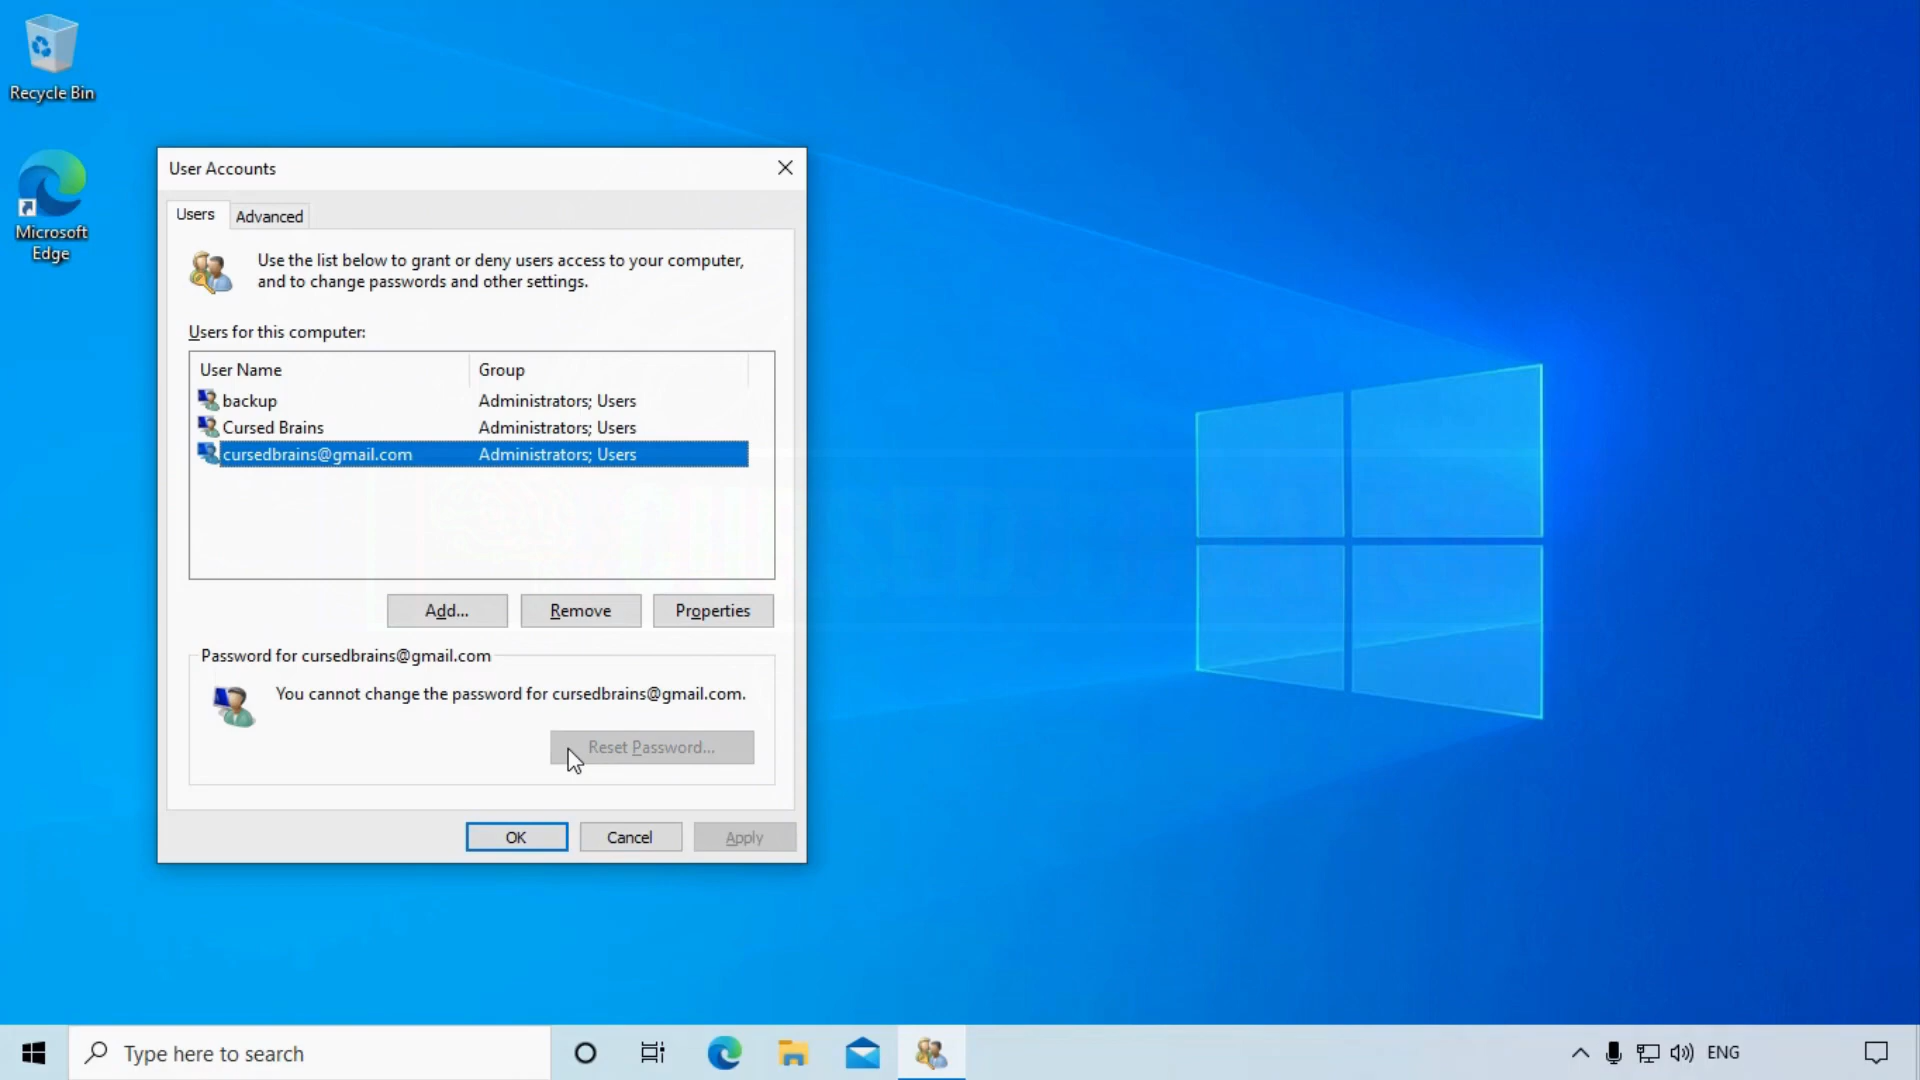 Recycle Bin
Microsoft
Edge
User Accounts
Users
Advanced
Use the list below to grant or deny users access to your computer,
and to change passwords and other settings.
Users for this computer:
User Name Group
backup Administrators; Users
Cursed Brains Administrators; Users
cursedbrains@gmail.com Administrators; Users
Add... Remove Properties
Password for cursedbrains@gmail.com
You cannot change the password for cursedbrains@gmail.com.
Reset Password...
OK Cancel Apply
Type here to search
ENG